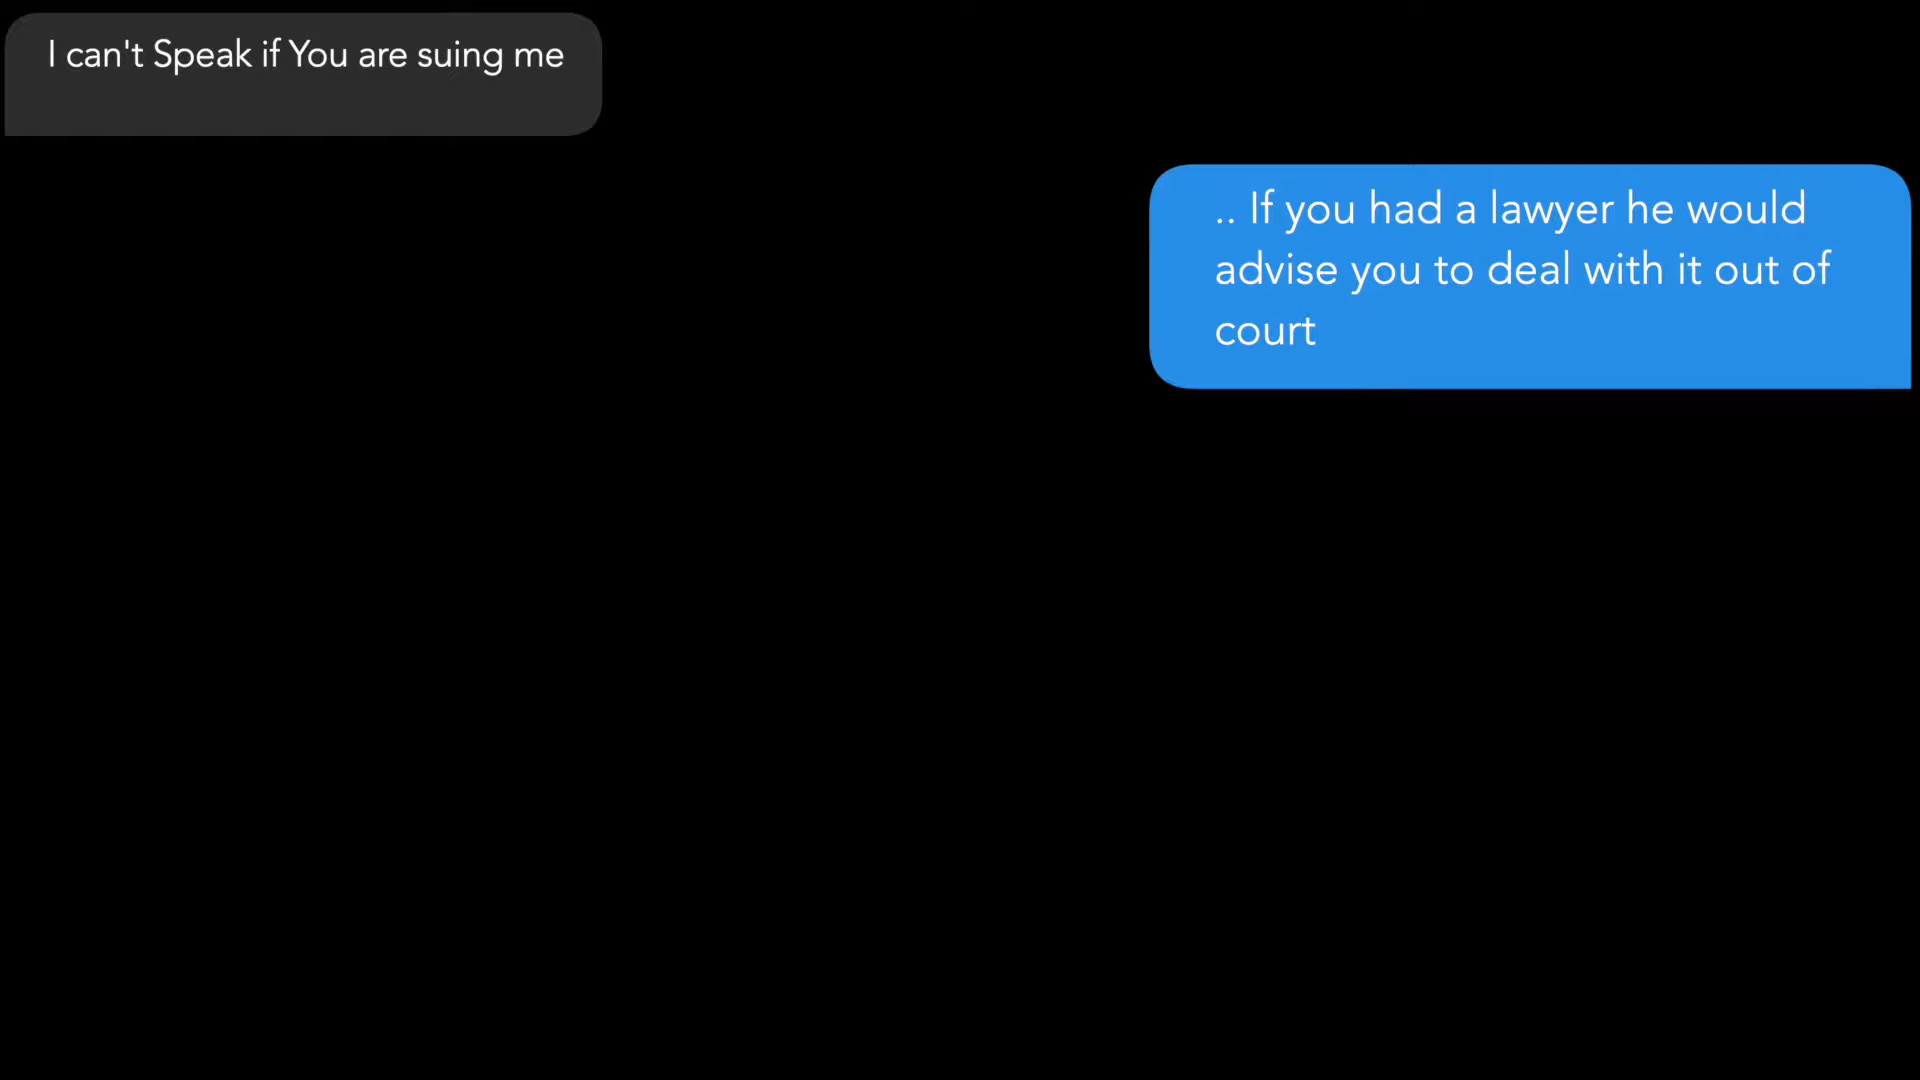 I can't Speak if You are suing me
.. If you had a lawyer he would
advise you to deal with it out of
court